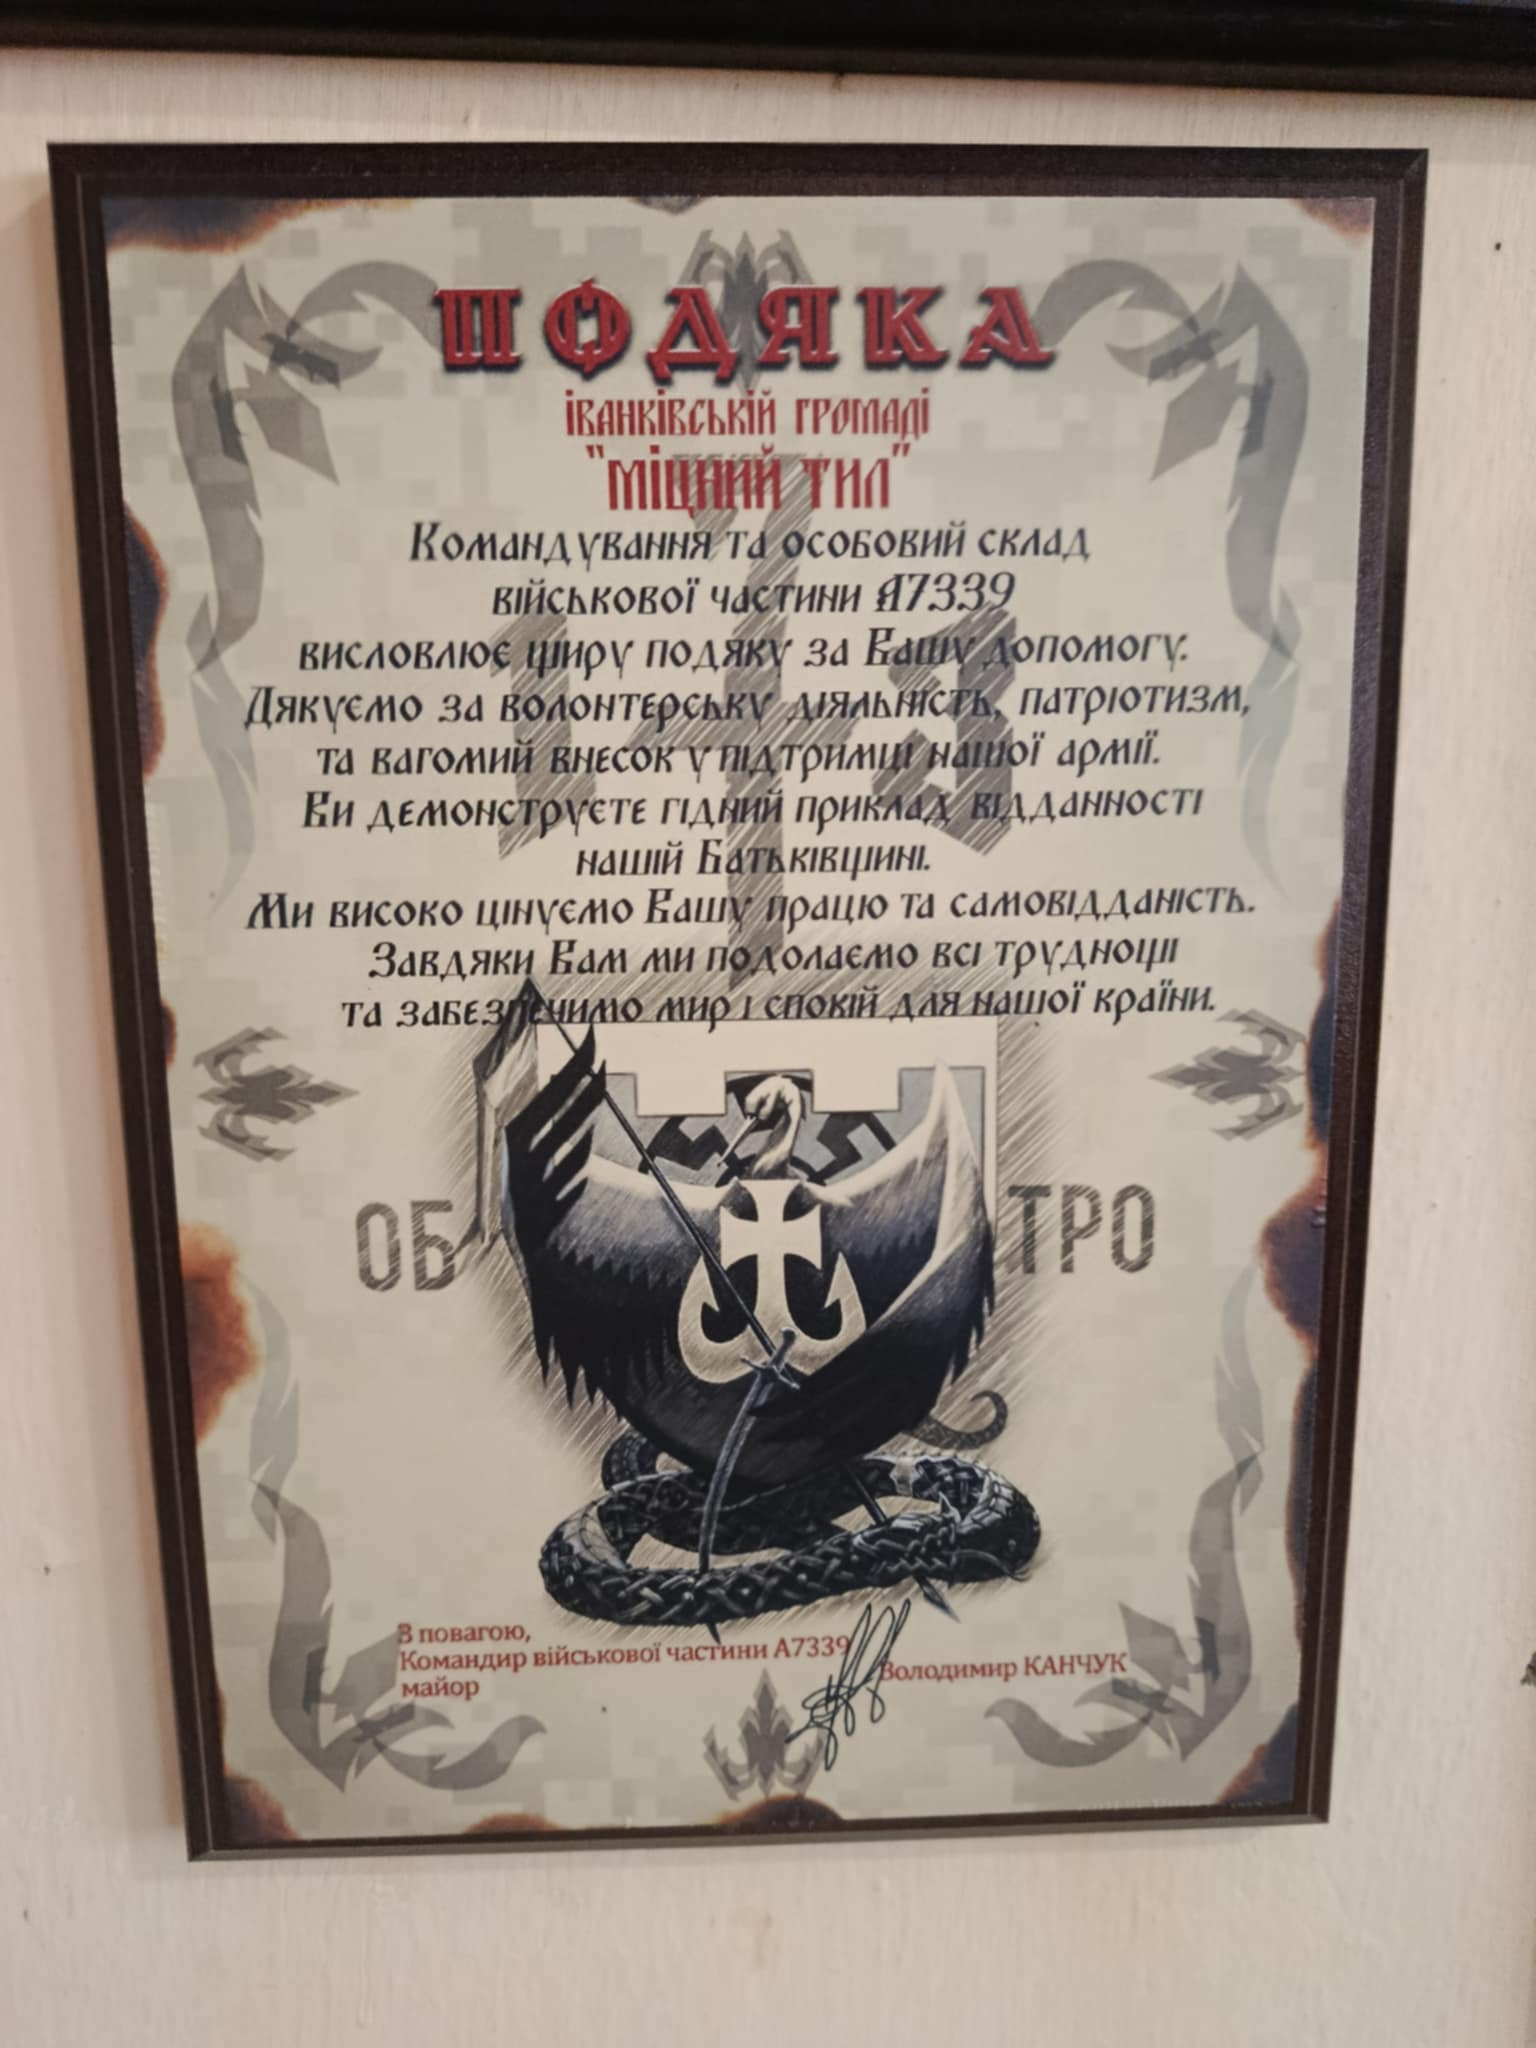 ПОДЯКА
ІВАНКІВСЬКІЙ ГРОМАДІ
"МІЦНИЙ ТИЛ"
Командування та особовий склад
військової частини А7339
висловлює щиру подяку за Вашу допомогу.
Дякуємо за волонтерську діяльність, патріотизм,
та вагомий внесок у підтримці нашої армії.
Ви демонструєте гідний приклад відданності
нашій Батьківщині.
Ми високо цінуємо Вашу працю та самовідданість.
Завдяки Вам ми подолаємо всі труднощі
та забезпечимо мир і спокій для нашої країни.
143
ОБ ТРО
З повагою,
Командир військової частини А7339
майор
Володимир КАНЧУК